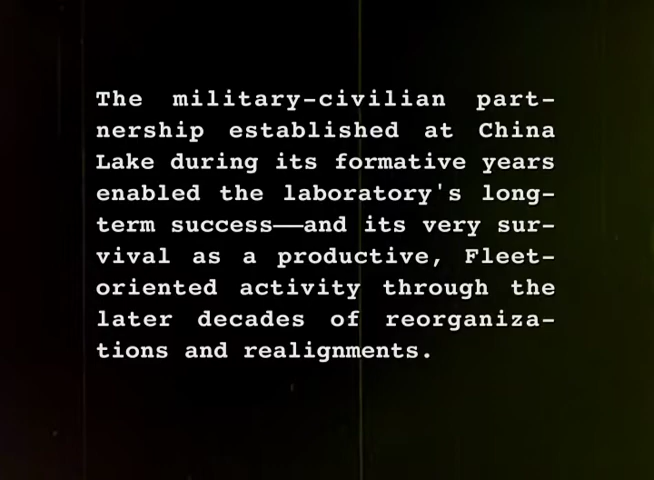 The military-civilian part-
nership established at China
Lake during its formative years
enabled the laboratory's long-
term success—and its very sur-
vival as a productive, Fleet-
oriented activity through the
later decades of reorganiza-
tions and realignments.